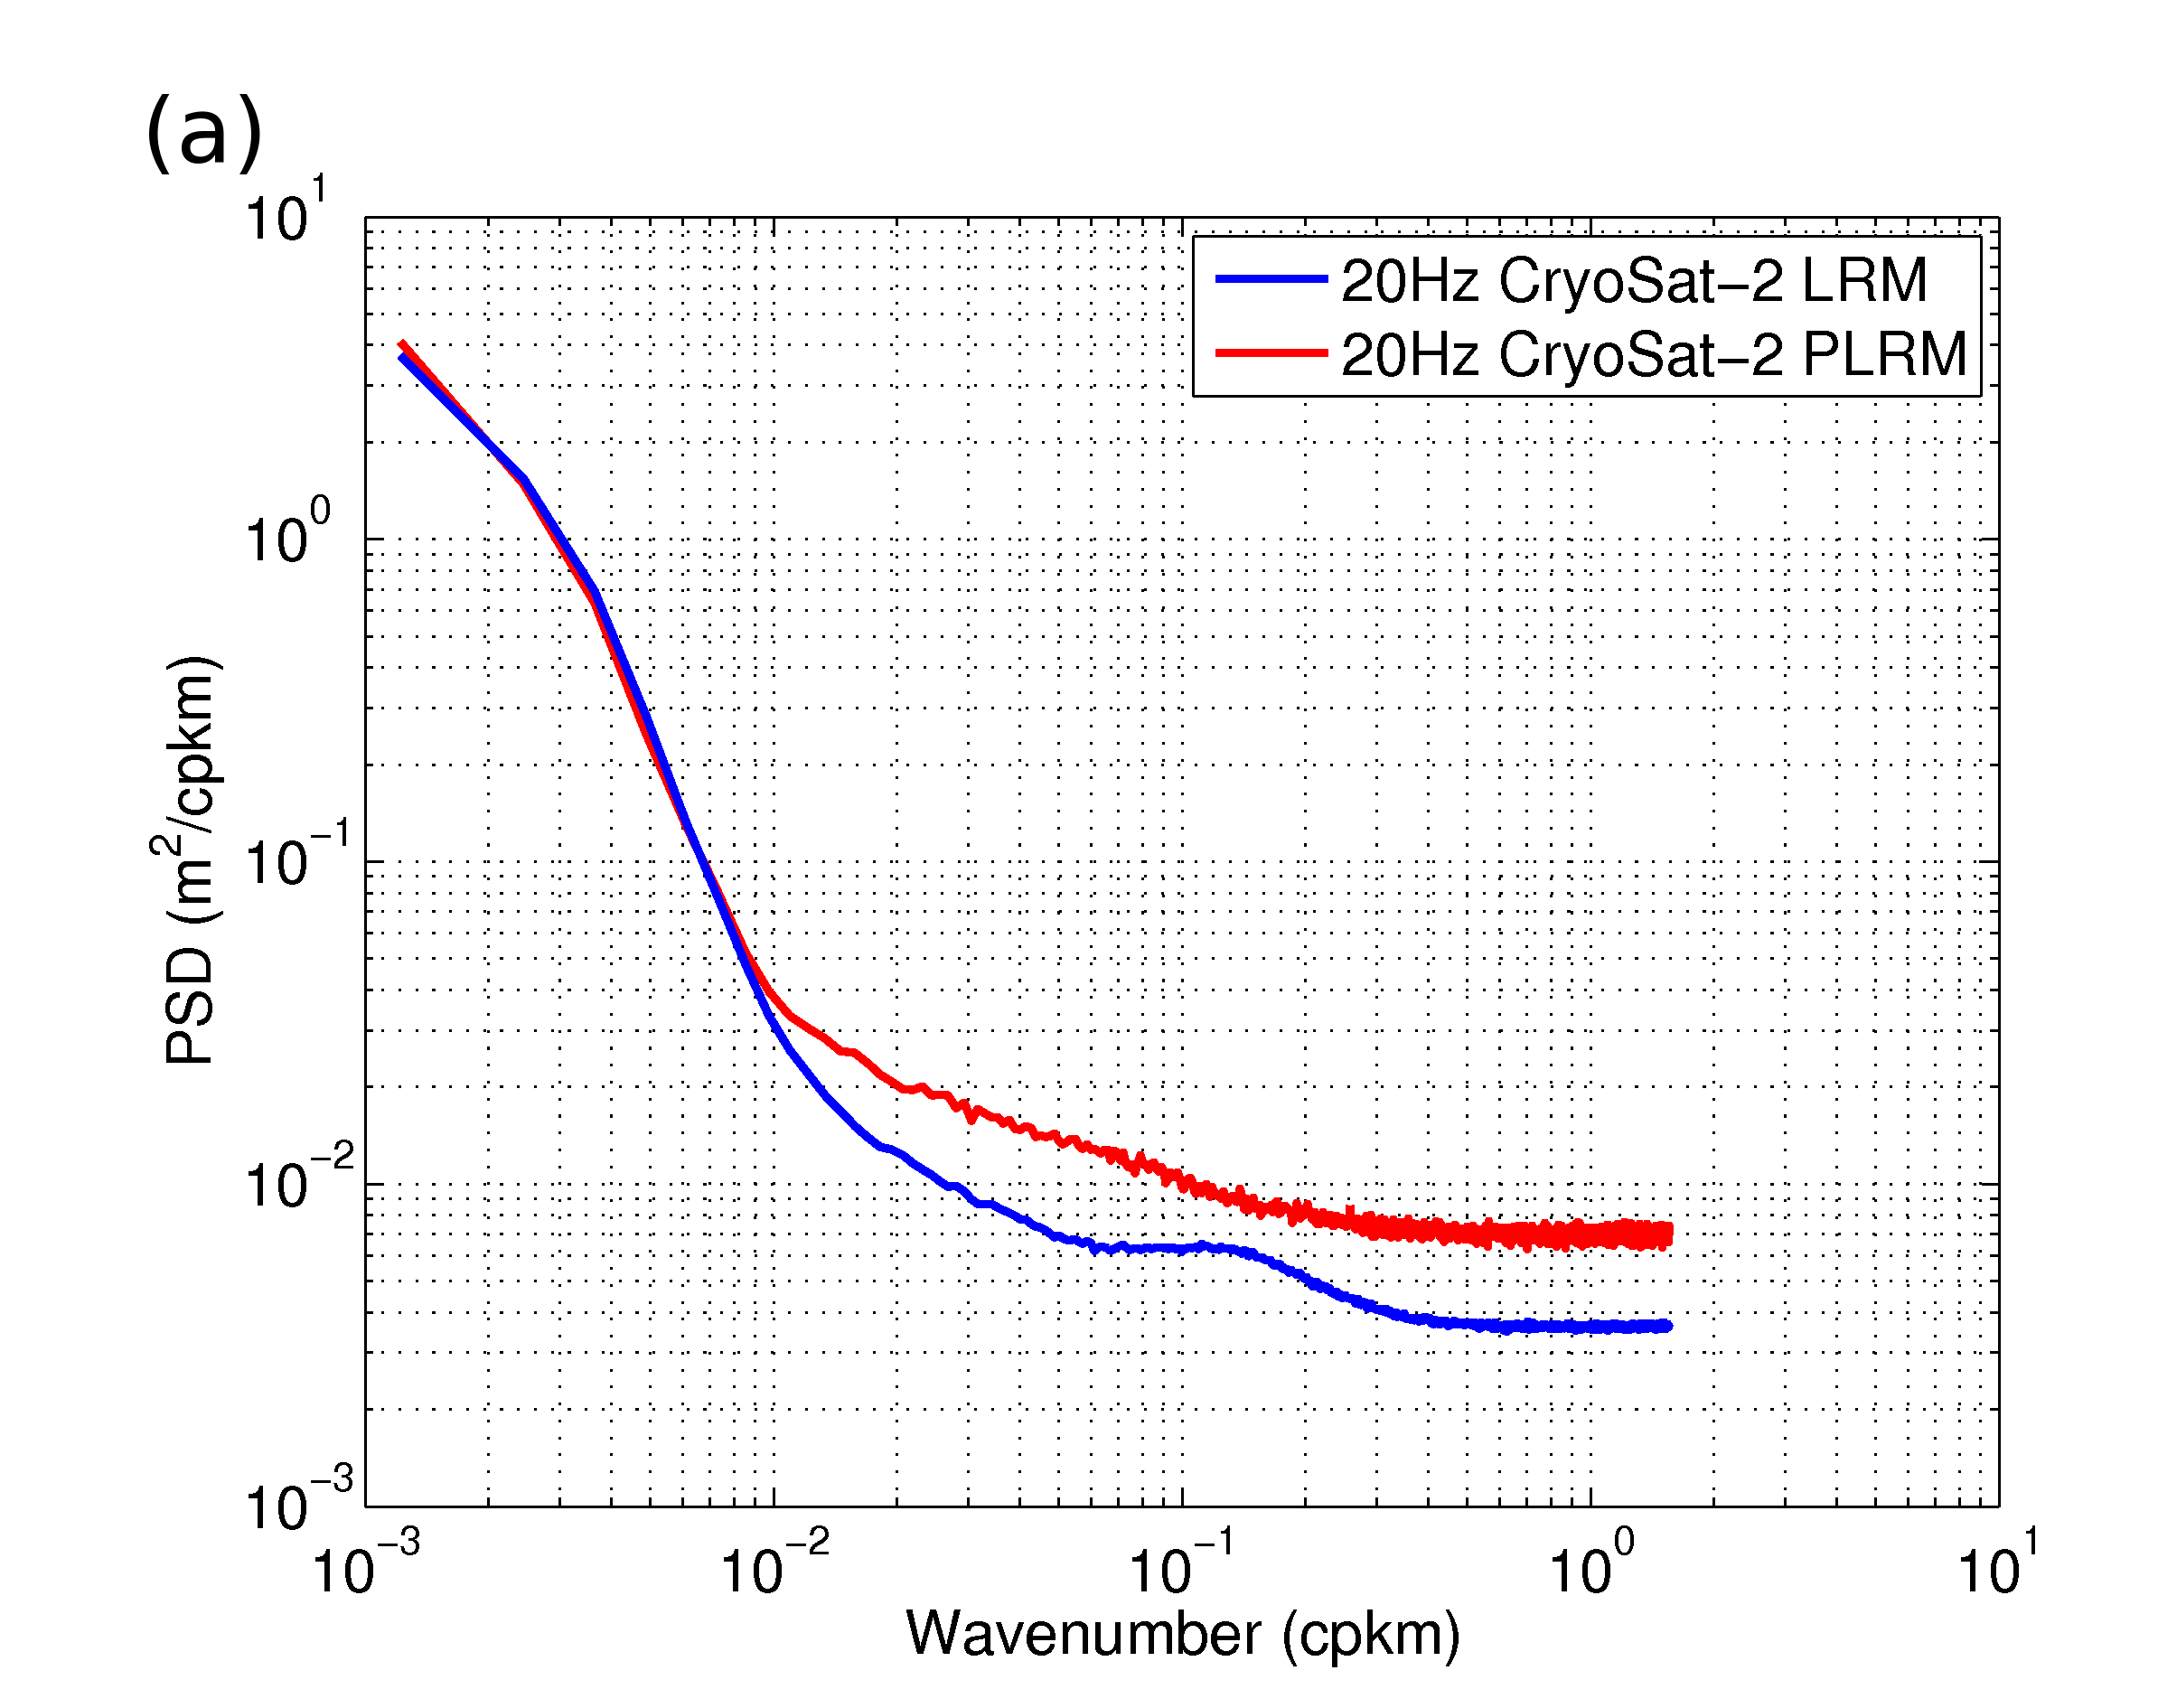 (a)
10^1
10^0
10^−1
10^−2
10^−3
PSD (m^2/cpkm)
20Hz CryoSat−2 LRM
20Hz CryoSat−2 PLRM
10^−3 10^−2 10^−1 10^0 10^1
Wavenumber (cpkm)